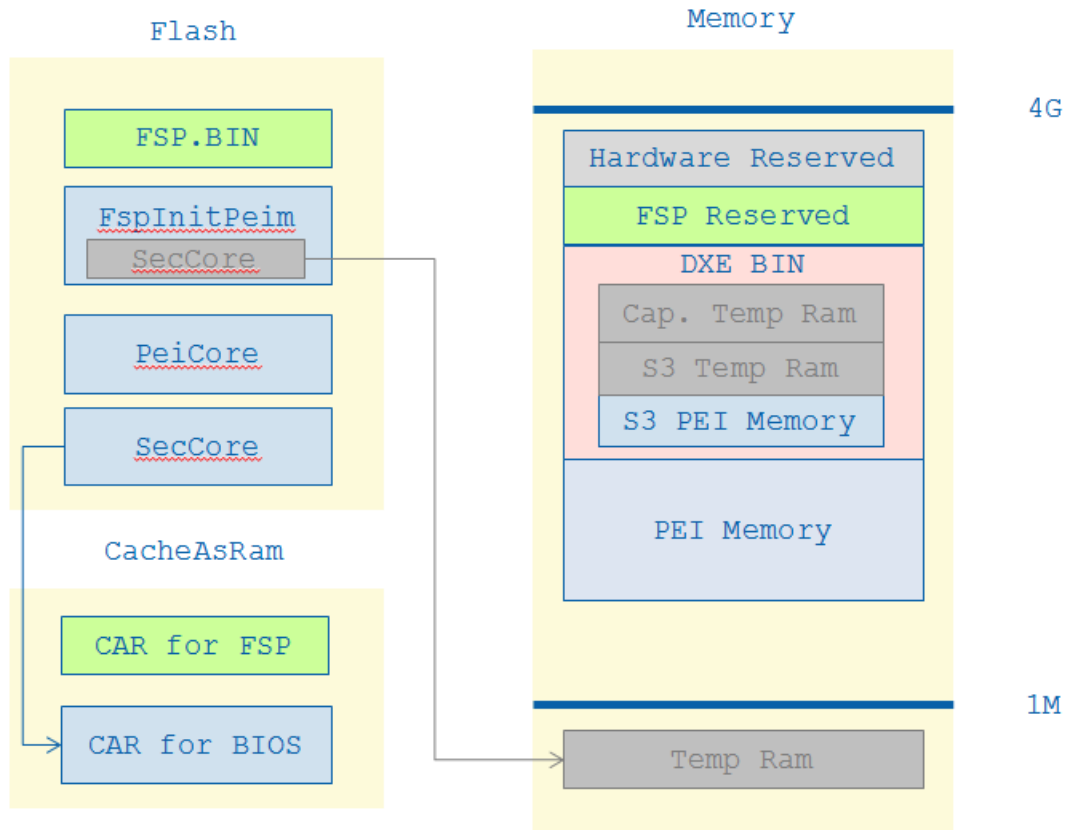 Flash
FSP.BIN
FspInitPeim
SecCore
PeiCore
SecCore
CacheAsRam
CAR for FSP
CAR for BIOS
Memory
4G
Hardware Reserved
FSP Reserved
DXE BIN
Cap. Temp Ram
S3 Temp Ram
S3 PEI Memory
PEI Memory
1M
Temp Ram